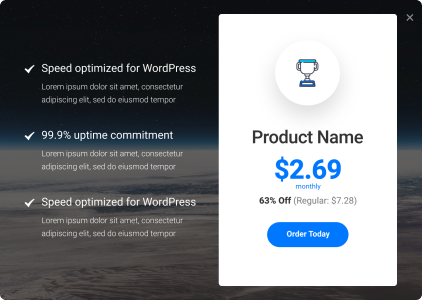 Speed optimized for WordPress
Lorem ipsum dolor sit amet, consectetur
adipiscing elit, sed do eiusmod tempor
99.9% uptime commitment
Lorem ipsum dolor sit amet, consectetur
adipiscing elit, sed do eiusmod tempor
Speed optimized for WordPress
Lorem ipsum dolor sit amet, consectetur
adipiscing elit, sed do eiusmod tempor
Product Name
$2.69
monthly
63% Off (Regular: $7.28)
Order Today